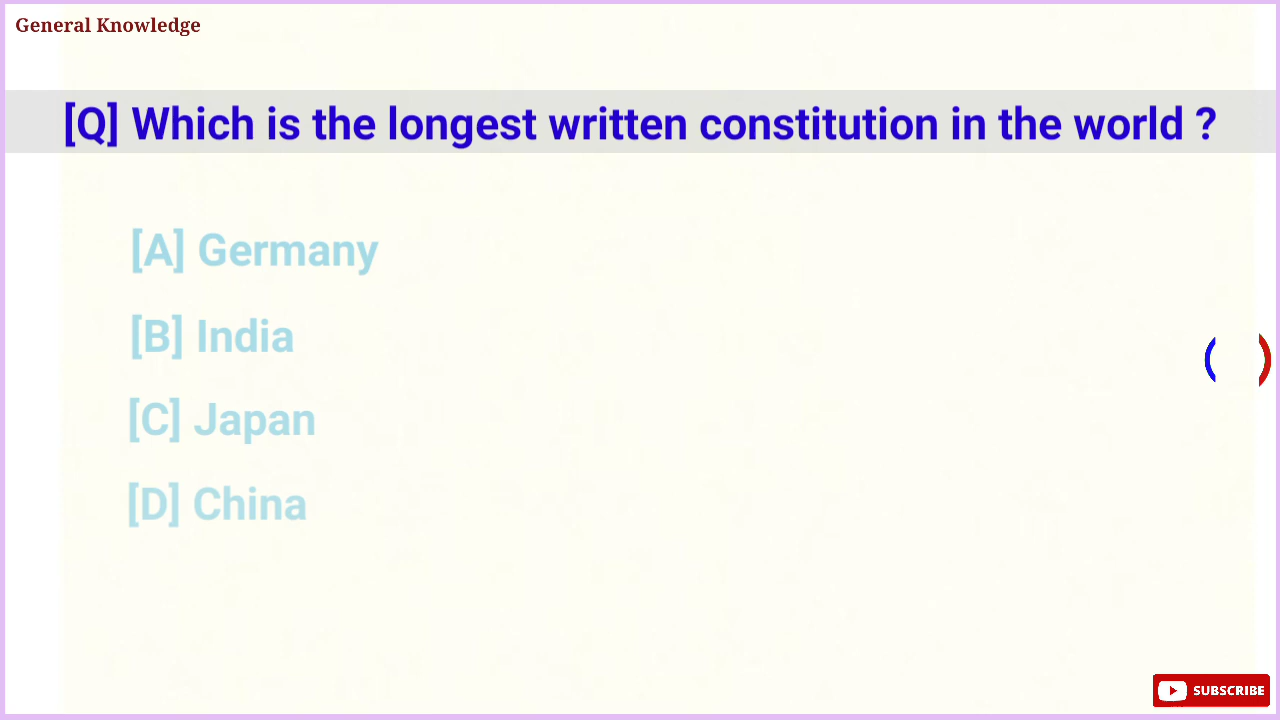 General Knowledge
[Q] Which is the longest written constitution in the world ?
[A] Germany
[B] India
[C] Japan
[D] China
SUBSCRIBE